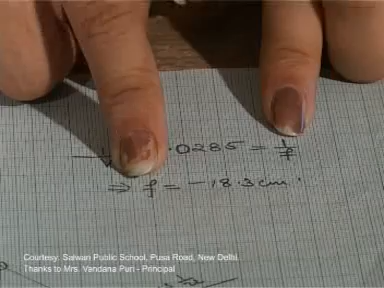 .0285 = 1/f
⇒ f = -18.3 cm.
Courtesy: Salwan Public School, Pusa Road, New Delhi.
Thanks to Mrs. Vandana Puri - Principal